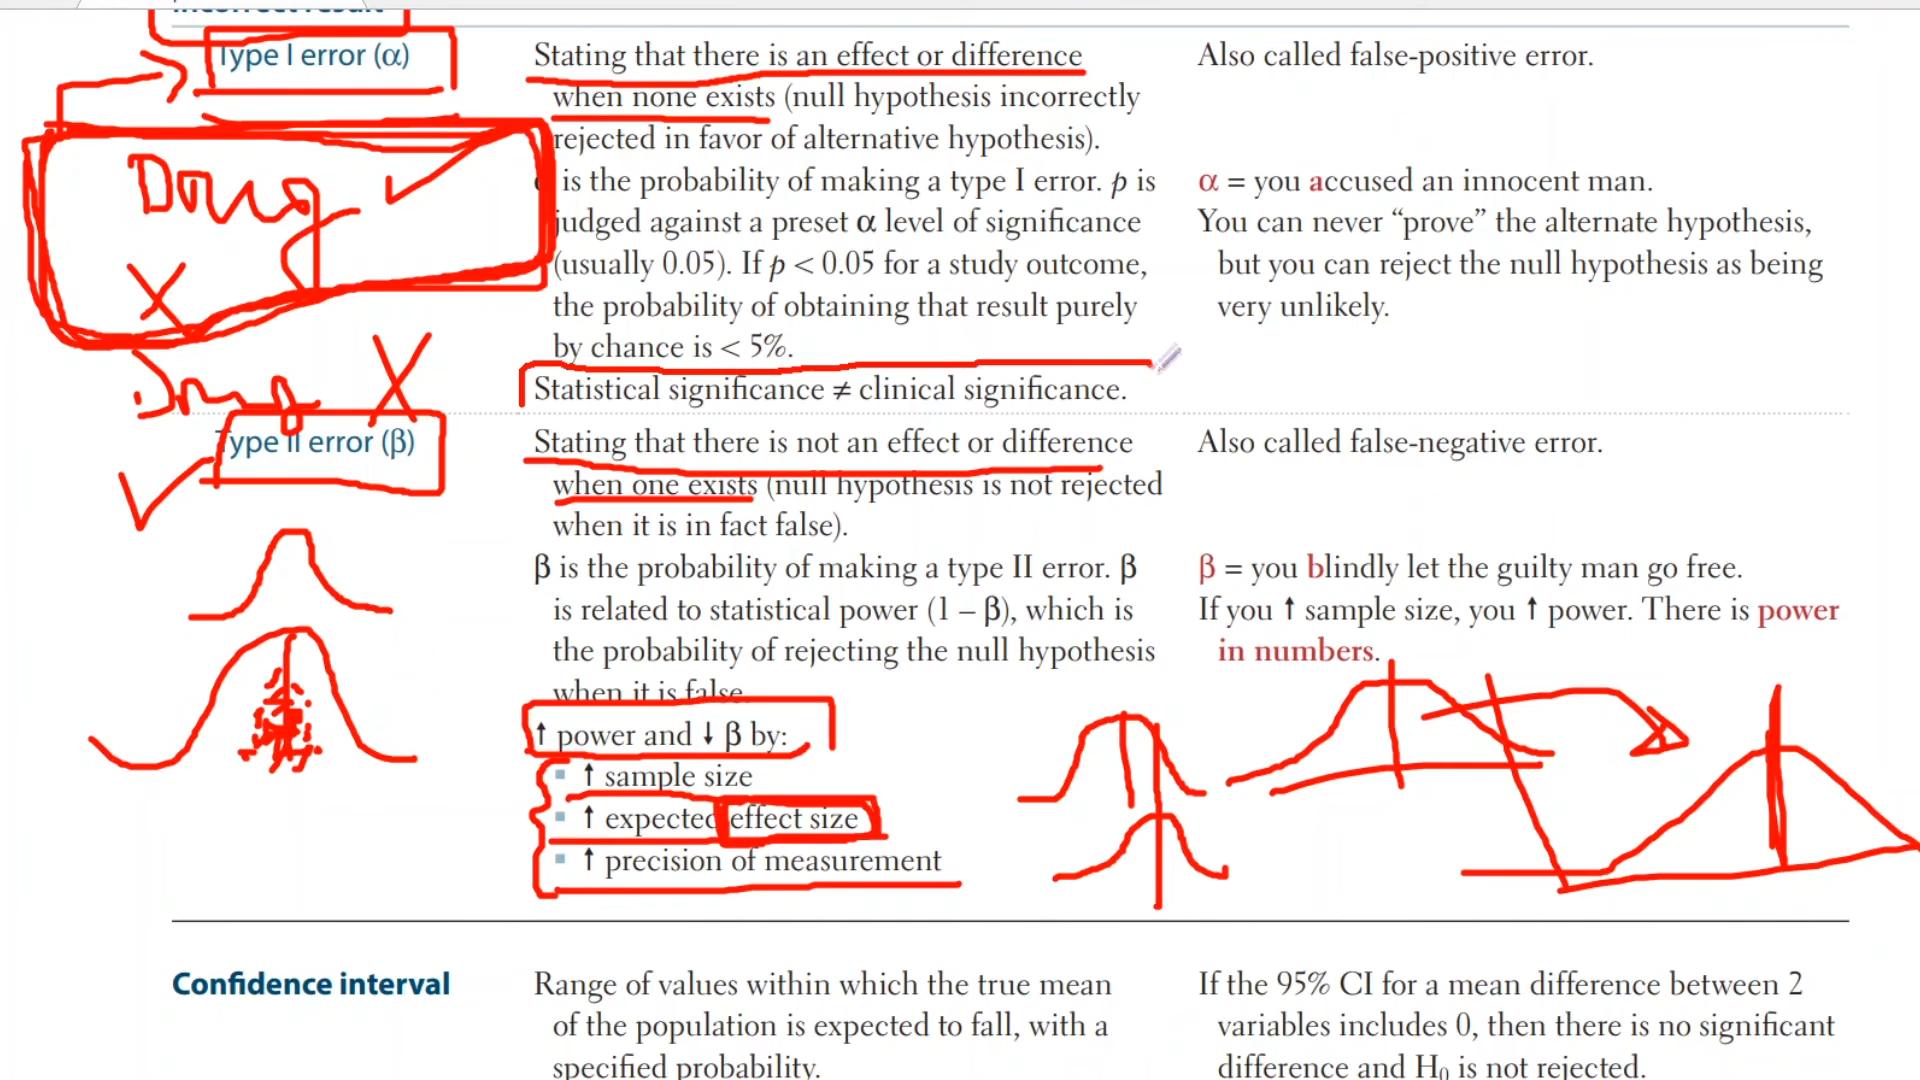 Incorrect result
Type I error (α)
Stating that there is an effect or difference
when none exists (null hypothesis incorrectly
rejected in favor of alternative hypothesis).
is the probability of making a type I error. p is
judged against a preset α level of significance
(usually 0.05). If p < 0.05 for a study outcome,
the probability of obtaining that result purely
by chance is < 5%.
Statistical significance ≠ clinical significance.
Also called false-positive error.
α = you accused an innocent man.
You can never “prove” the alternate hypothesis,
but you can reject the null hypothesis as being
very unlikely.
Drug
Type II error (β)
Stating that there is not an effect or difference
when one exists (null hypothesis is not rejected
when it is in fact false).
β is the probability of making a type II error. β
is related to statistical power (1 – β), which is
the probability of rejecting the null hypothesis
when it is false.
↑ power and ↓ β by:
▪ ↑ sample size
▪ ↑ expected effect size
▪ ↑ precision of measurement
Also called false-negative error.
β = you blindly let the guilty man go free.
If you ↑ sample size, you ↑ power. There is power
in numbers.
Confidence interval
Range of values within which the true mean
of the population is expected to fall, with a
specified probability.
If the 95% CI for a mean difference between 2
variables includes 0, then there is no significant
difference and H0 is not rejected.